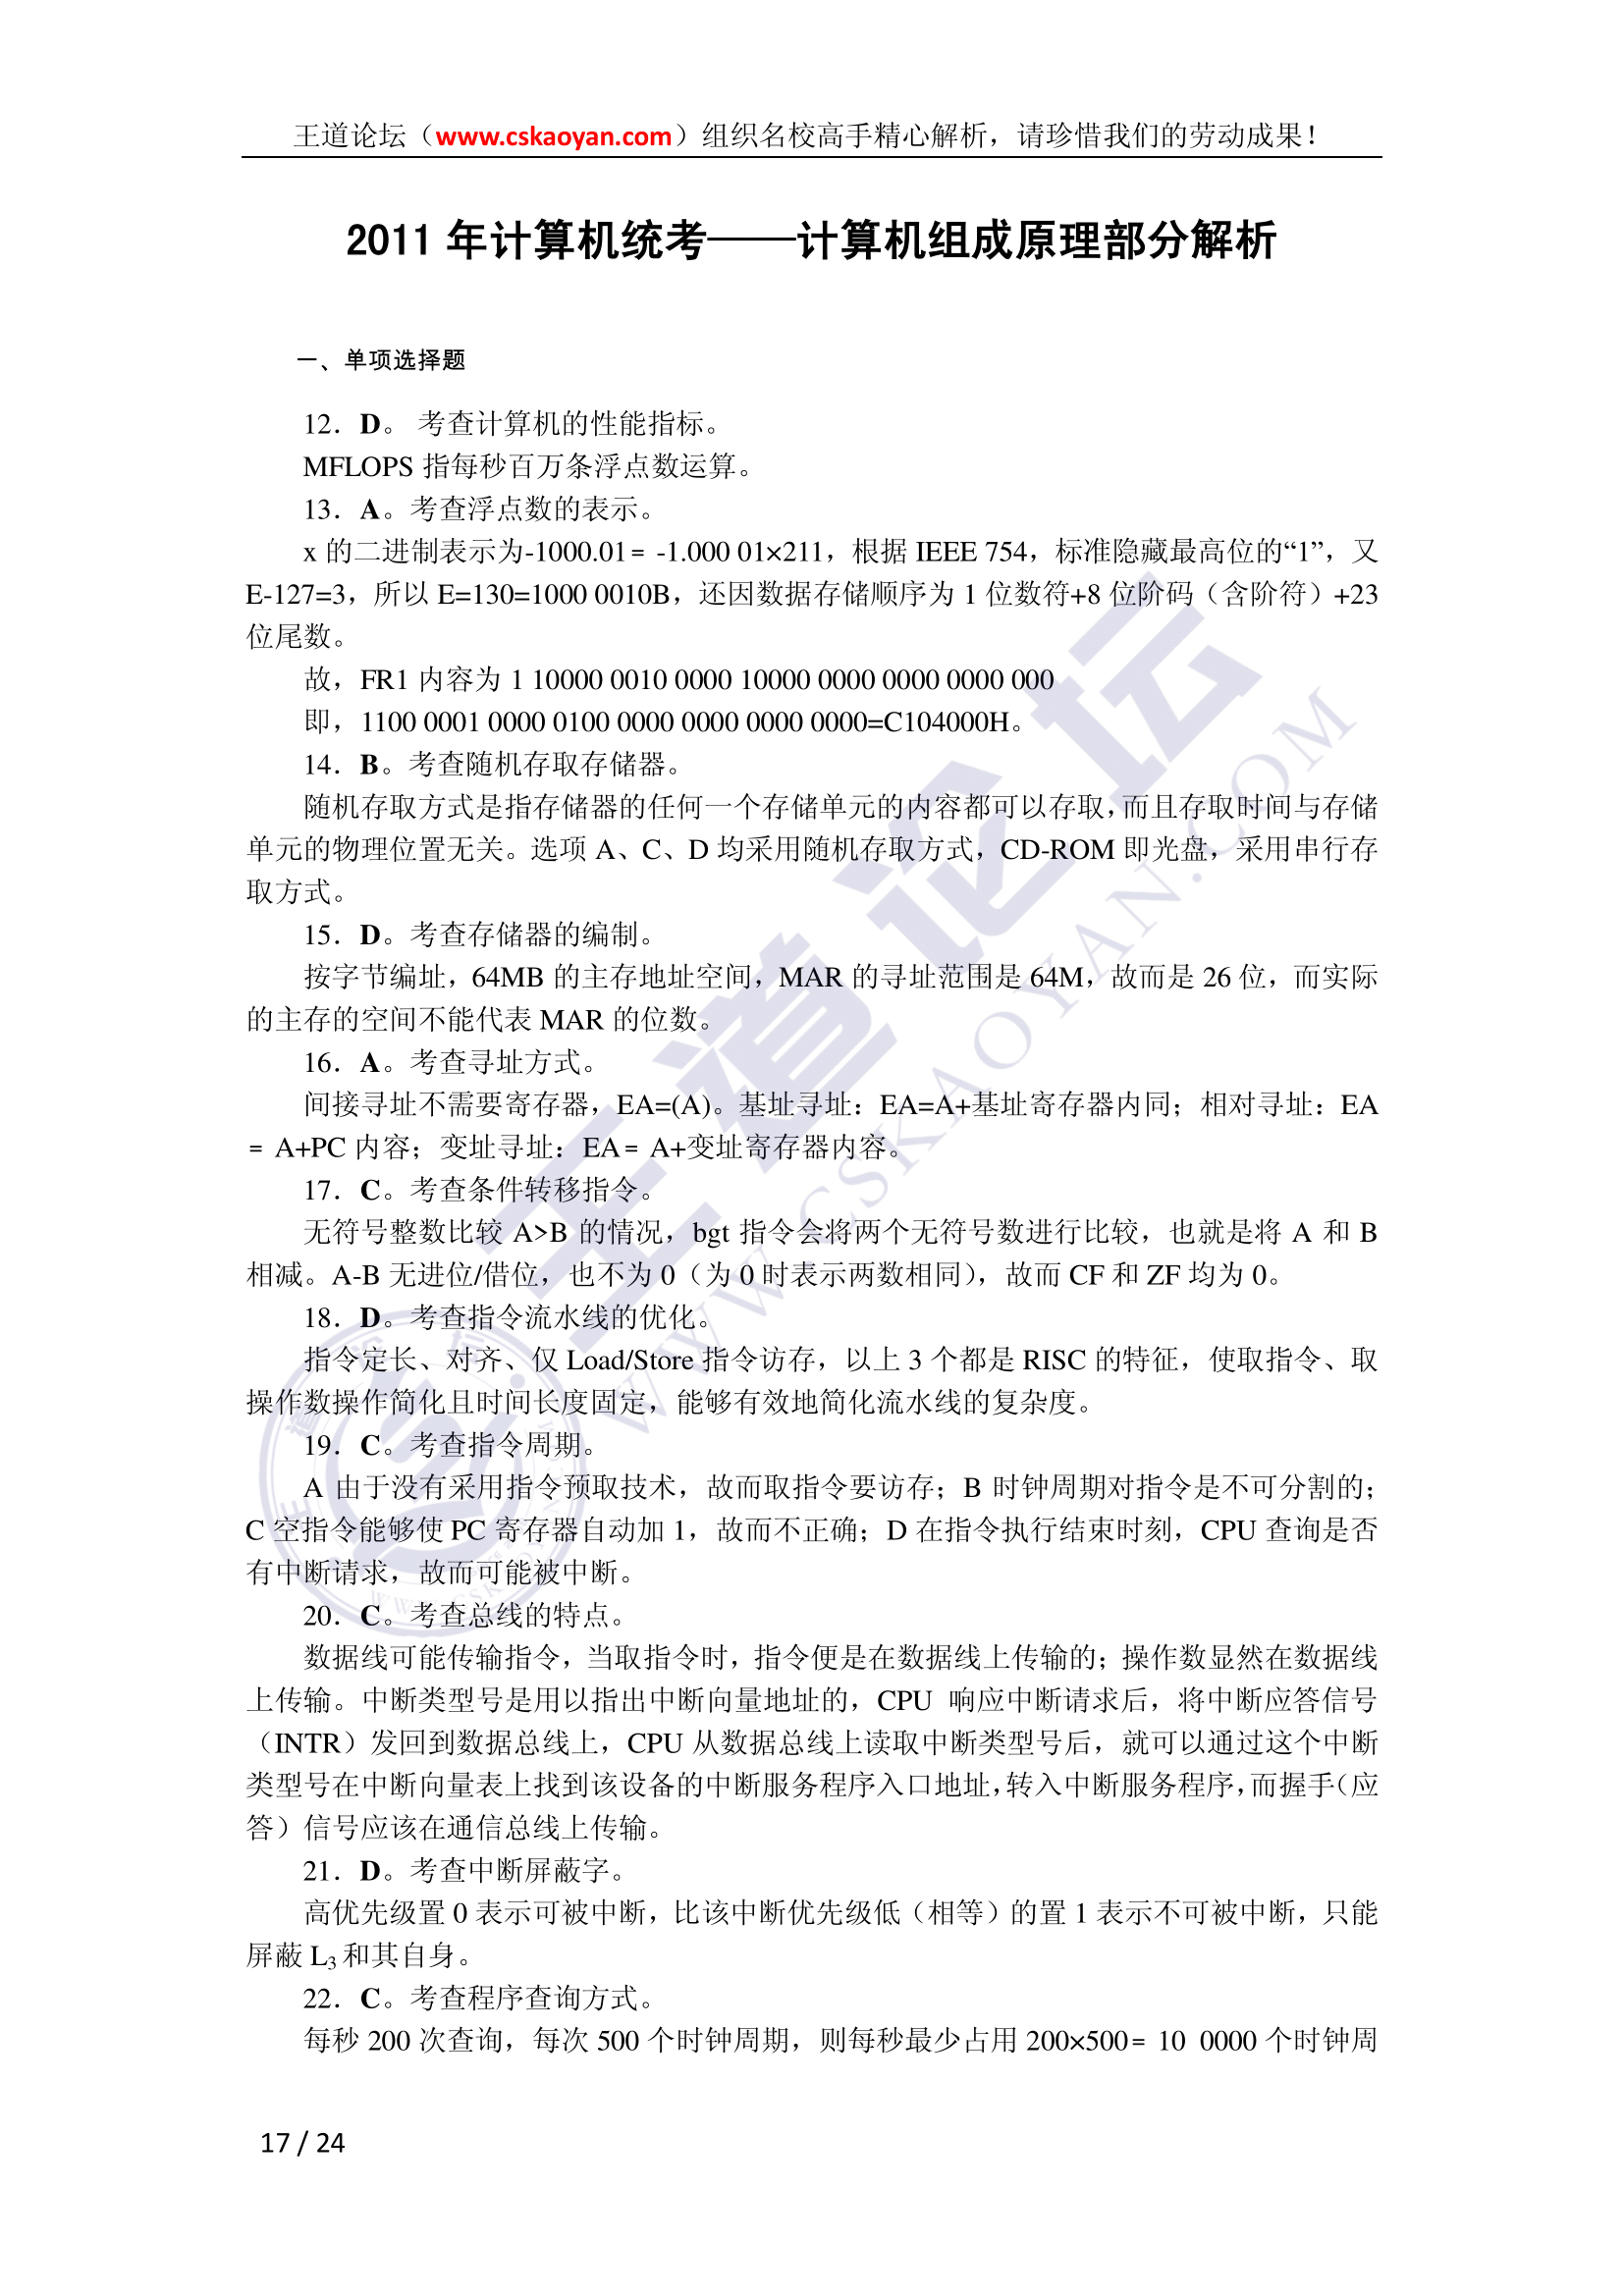 王道论坛（www.cskaoyan.com）组织名校高手精心解析，请珍惜我们的劳动成果！
2011 年计算机统考——计算机组成原理部分解析
一、单项选择题
12．D。 考查计算机的性能指标。
MFLOPS 指每秒百万条浮点数运算。
13．A。考查浮点数的表示。
x 的二进制表示为-1000.01= -1.000 01×211，根据 IEEE 754，标准隐藏最高位的“1”，又
E-127=3，所以 E=130=1000 0010B，还因数据存储顺序为 1 位数符+8 位阶码（含阶符）+23
位尾数。
故，FR1 内容为 1 10000 0010 0000 10000 0000 0000 0000 000
即，1100 0001 0000 0100 0000 0000 0000 0000=C104000H。
14．B。考查随机存取存储器。
随机存取方式是指存储器的任何一个存储单元的内容都可以存取，而且存取时间与存储
单元的物理位置无关。选项 A、C、D 均采用随机存取方式，CD-ROM 即光盘，采用串行存
取方式。
15．D。考查存储器的编制。
按字节编址，64MB 的主存地址空间，MAR 的寻址范围是 64M，故而是 26 位，而实际
的主存的空间不能代表 MAR 的位数。
16．A。考查寻址方式。
间接寻址不需要寄存器，EA=(A)。基址寻址：EA=A+基址寄存器内同；相对寻址：EA
= A+PC 内容；变址寻址：EA= A+变址寄存器内容。
17．C。考查条件转移指令。
无符号整数比较 A>B 的情况，bgt 指令会将两个无符号数进行比较，也就是将 A 和 B
相减。A-B 无进位/借位，也不为 0（为 0 时表示两数相同），故而 CF 和 ZF 均为 0。
18．D。考查指令流水线的优化。
指令定长、对齐、仅 Load/Store 指令访存，以上 3 个都是 RISC 的特征，使取指令、取
操作数操作简化且时间长度固定，能够有效地简化流水线的复杂度。
19．C。考查指令周期。
A 由于没有采用指令预取技术，故而取指令要访存；B 时钟周期对指令是不可分割的；
C 空指令能够使 PC 寄存器自动加 1，故而不正确；D 在指令执行结束时刻，CPU 查询是否
有中断请求，故而可能被中断。
20．C。考查总线的特点。
数据线可能传输指令，当取指令时，指令便是在数据线上传输的；操作数显然在数据线
上传输。中断类型号是用以指出中断向量地址的，CPU 响应中断请求后，将中断应答信号
（INTR）发回到数据总线上，CPU 从数据总线上读取中断类型号后，就可以通过这个中断
类型号在中断向量表上找到该设备的中断服务程序入口地址，转入中断服务程序，而握手（应
答）信号应该在通信总线上传输。
21．D。考查中断屏蔽字。
高优先级置 0 表示可被中断，比该中断优先级低（相等）的置 1 表示不可被中断，只能
屏蔽 L3 和其自身。
22．C。考查程序查询方式。
每秒 200 次查询，每次 500 个时钟周期，则每秒最少占用 200×500= 10 0000 个时钟周
17 / 24
王道论坛
WWW.CSKAOYAN.COM